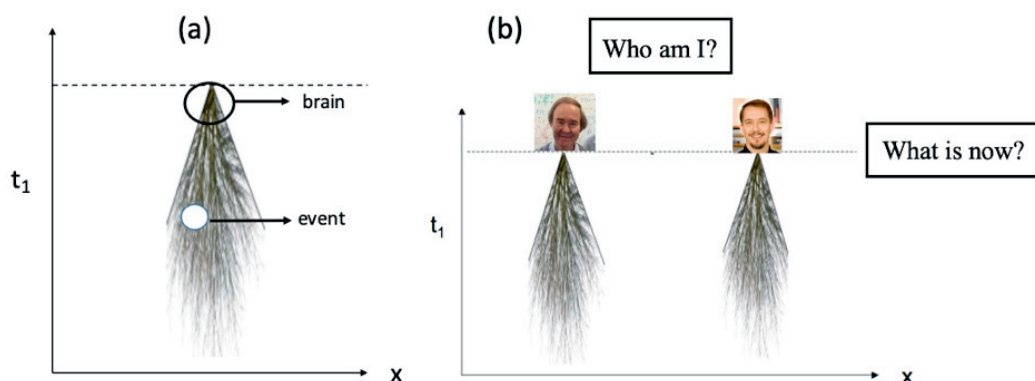 (a)
brain
t1
event
x
(b)
Who am I?
What is now?
t1
x